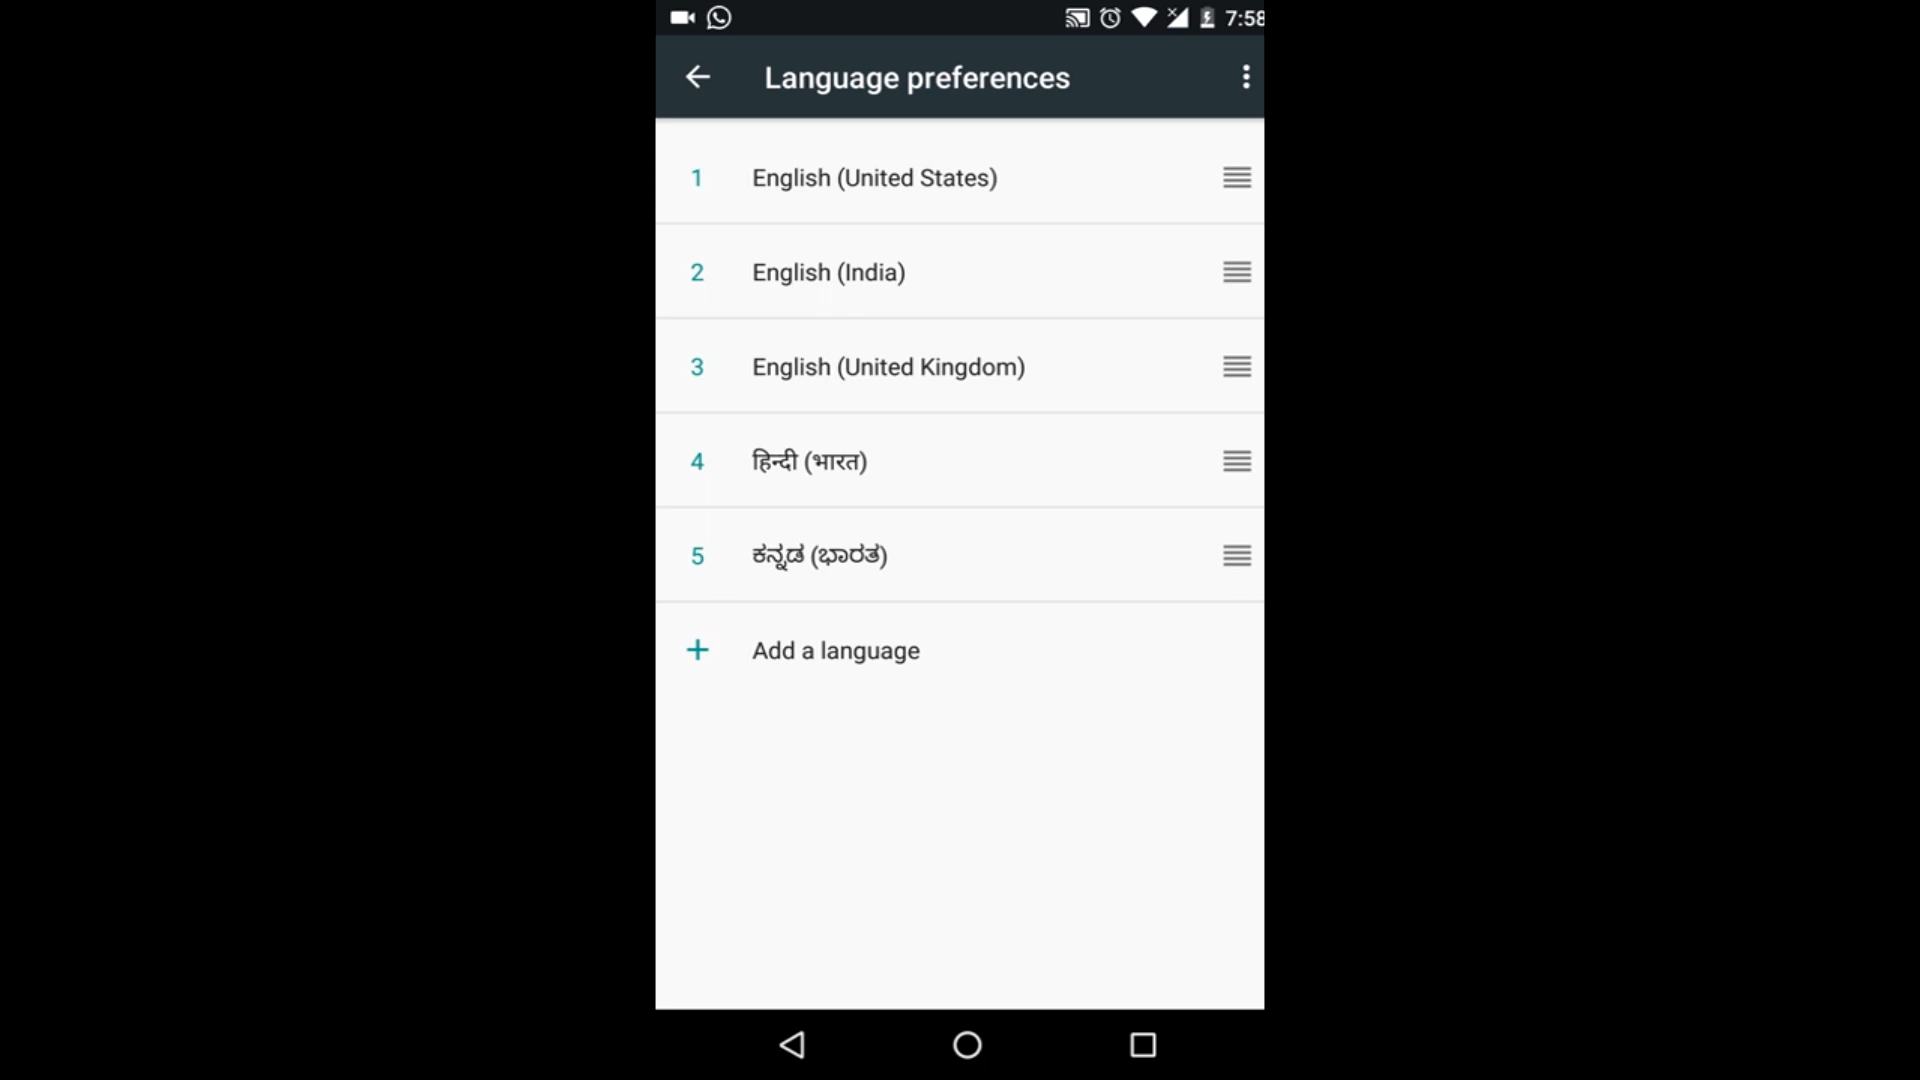 7:58
Language preferences
1 English (United States)
2 English (India)
3 English (United Kingdom)
4 हिन्दी (भारत)
5 ಕನ್ನಡ (ಭಾರತ)
+ Add a language